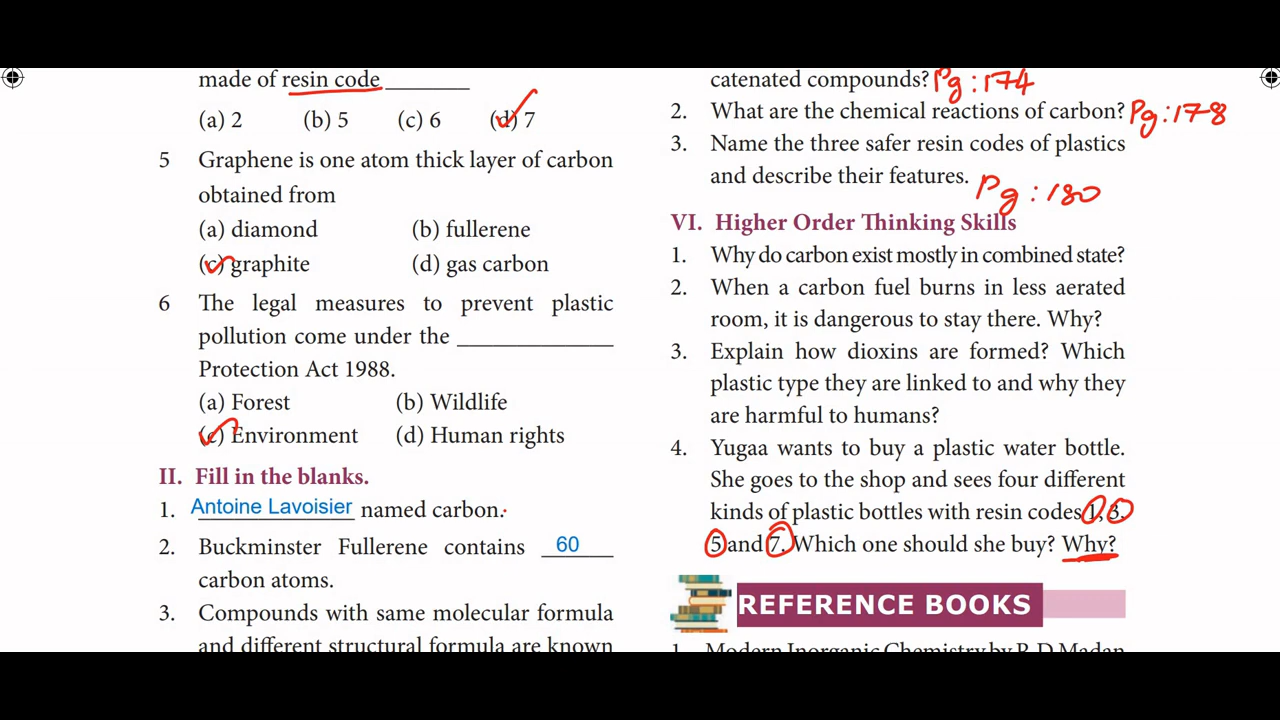 made of resin code ________
(a) 2 (b) 5 (c) 6 (d) 7
5 Graphene is one atom thick layer of carbon
obtained from
(a) diamond (b) fullerene
(c) graphite (d) gas carbon
6 The legal measures to prevent plastic
pollution come under the ______________
Protection Act 1988.
(a) Forest (b) Wildlife
(c) Environment (d) Human rights
II. Fill in the blanks.
1. Antoine Lavoisier named carbon.
2. Buckminster Fullerene contains 60
carbon atoms.
3. Compounds with same molecular formula
and different structural formula are known
catenated compounds? Pg : 174
2. What are the chemical reactions of carbon? Pg : 178
3. Name the three safer resin codes of plastics
and describe their features. Pg : 180
VI. Higher Order Thinking Skills
1. Why do carbon exist mostly in combined state?
2. When a carbon fuel burns in less aerated
room, it is dangerous to stay there. Why?
3. Explain how dioxins are formed? Which
plastic type they are linked to and why they
are harmful to humans?
4. Yugaa wants to buy a plastic water bottle.
She goes to the shop and sees four different
kinds of plastic bottles with resin codes 1, 3,
5 and 7. Which one should she buy? Why?
REFERENCE BOOKS
1. Modern Inorganic Chemistry by R.D Madan